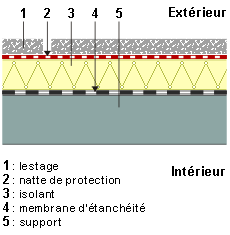 Extérieur
1 2 3 4 5
Intérieur
1 : lestage
2 : natte de protection
3 : isolant
4 : membrane d'étanchéité
5 : support